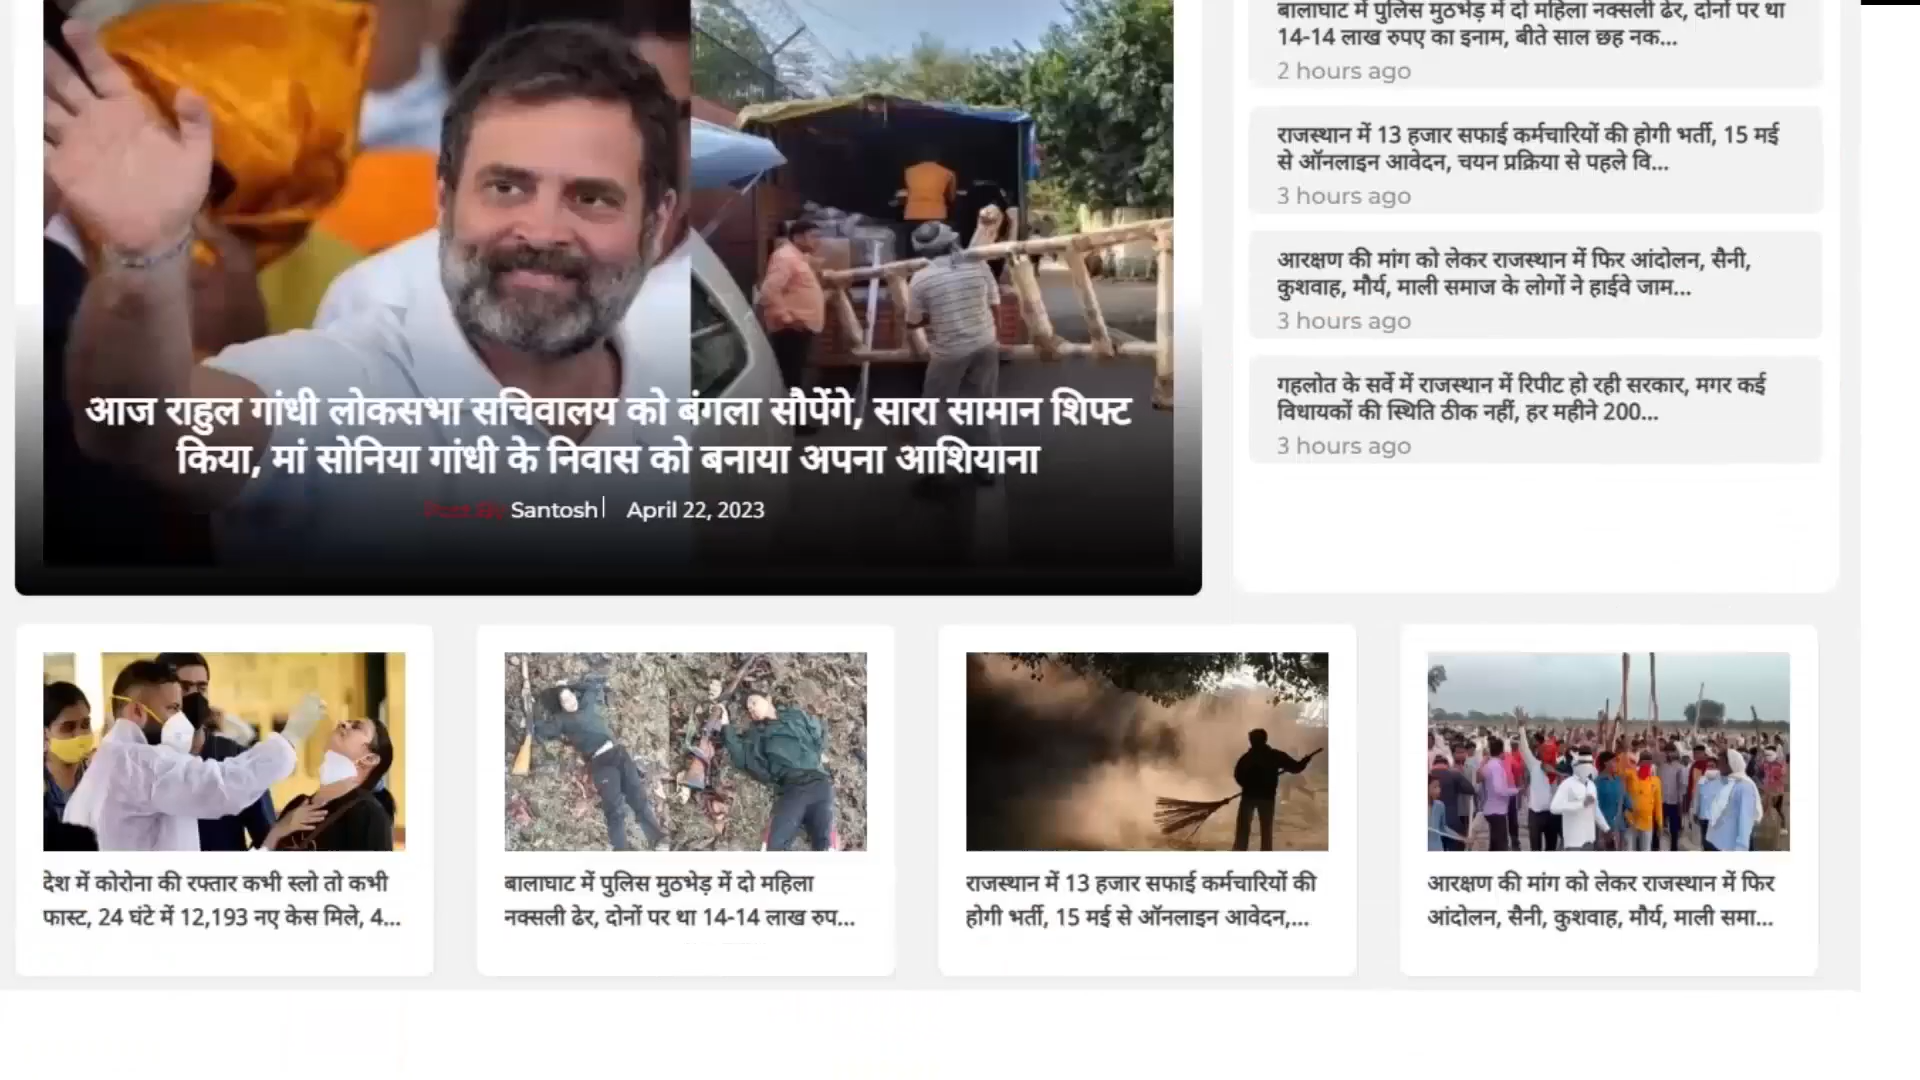 आज राहुल गांधी लोकसभा सचिवालय को बंगला सौपेंगे, सारा सामान शिफ्ट
किया, मां सोनिया गांधी के निवास को बनाया अपना आशियाना
Post By Santosh| April 22, 2023
बालाघाट में पुलिस मुठभेड़ में दो महिला नक्सली ढेर, दोनों पर था
14-14 लाख रुपए का इनाम, बीते साल छह नक...
2 hours ago
राजस्थान में 13 हजार सफाई कर्मचारियों की होगी भर्ती, 15 मई
से ऑनलाइन आवेदन, चयन प्रक्रिया से पहले वि...
3 hours ago
आरक्षण की मांग को लेकर राजस्थान में फिर आंदोलन, सैनी,
कुशवाह, मौर्य, माली समाज के लोगों ने हाईवे जाम...
3 hours ago
गहलोत के सर्वे में राजस्थान में रिपीट हो रही सरकार, मगर कई
विधायकों की स्थिति ठीक नहीं, हर महीने 200...
3 hours ago
देश में कोरोना की रफ्तार कभी स्लो तो कभी
फास्ट, 24 घंटे में 12,193 नए केस मिले, 4...
बालाघाट में पुलिस मुठभेड़ में दो महिला
नक्सली ढेर, दोनों पर था 14-14 लाख रुप...
राजस्थान में 13 हजार सफाई कर्मचारियों की
होगी भर्ती, 15 मई से ऑनलाइन आवेदन,...
आरक्षण की मांग को लेकर राजस्थान में फिर
आंदोलन, सैनी, कुशवाह, मौर्य, माली समा...